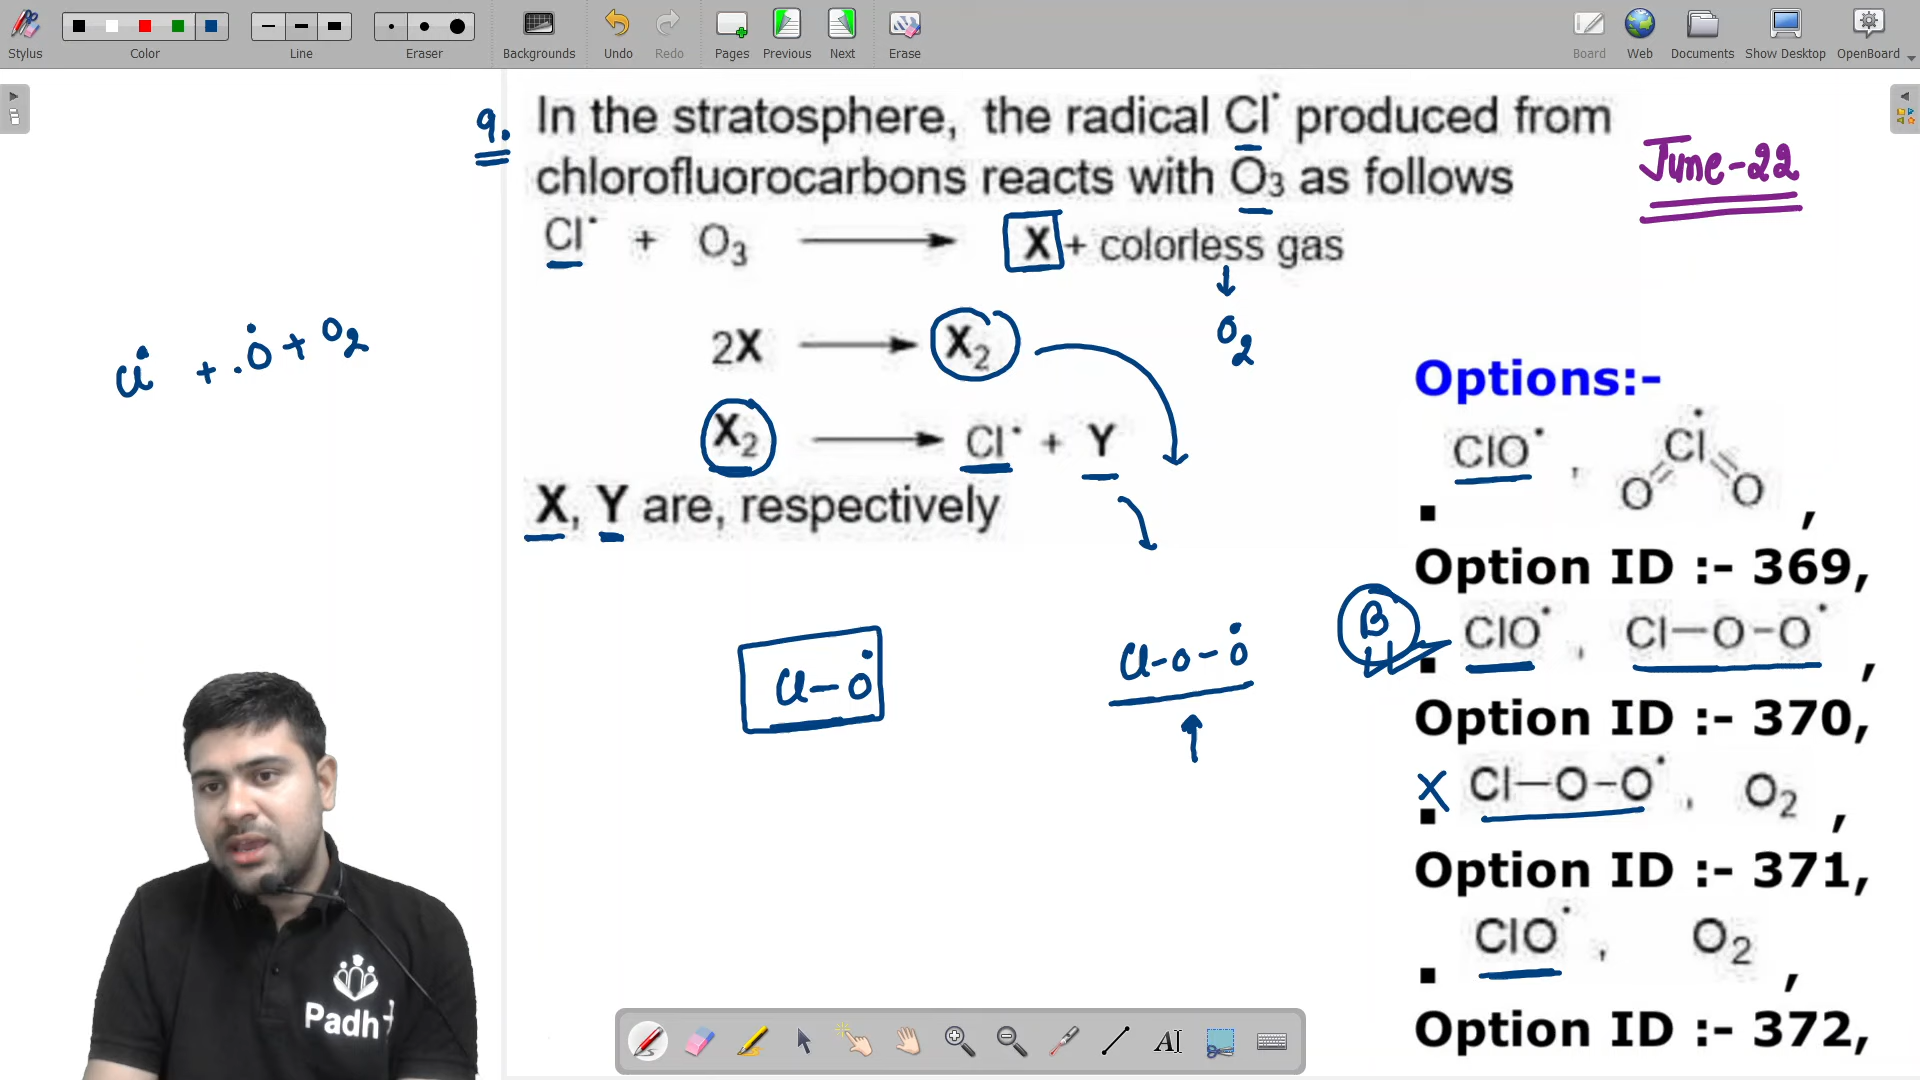 Stylus
Color
Line
Eraser
Backgrounds
Undo
Redo
Pages
Previous
Next
Erase
Board
Web
Documents
Show Desktop
OpenBoard
9. In the stratosphere, the radical Cl˙ produced from
chlorofluorocarbons reacts with O₃ as follows
June-22
Cl˙ + O₃ ⟶ X + colorless gas
↓
O₂
Cl˙ + .Ȯ + O₂
2X ⟶ X₂
X₂ ⟶ Cl˙ + Y
X, Y are, respectively
Cl-Ȯ
Cl-O-Ȯ
↑
Options:-
ClO˙ , O=Cl˙=O ,
Option ID :- 369,
B
ClO˙ , Cl—O-O˙ ,
Option ID :- 370,
X Cl—O-O˙ , O₂ ,
Option ID :- 371,
ClO˙ , O₂ ,
Option ID :- 372,
Padh+